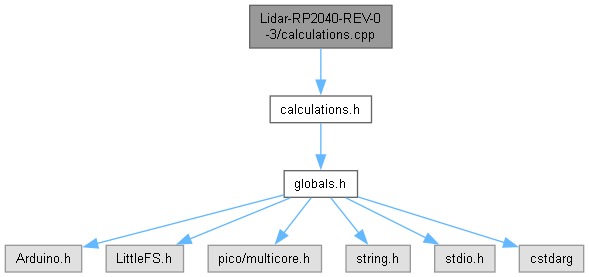 Lidar-RP2040-REV-0
-3/calculations.cpp
calculations.h
globals.h
Arduino.h
LittleFS.h
pico/multicore.h
string.h
stdio.h
cstdarg